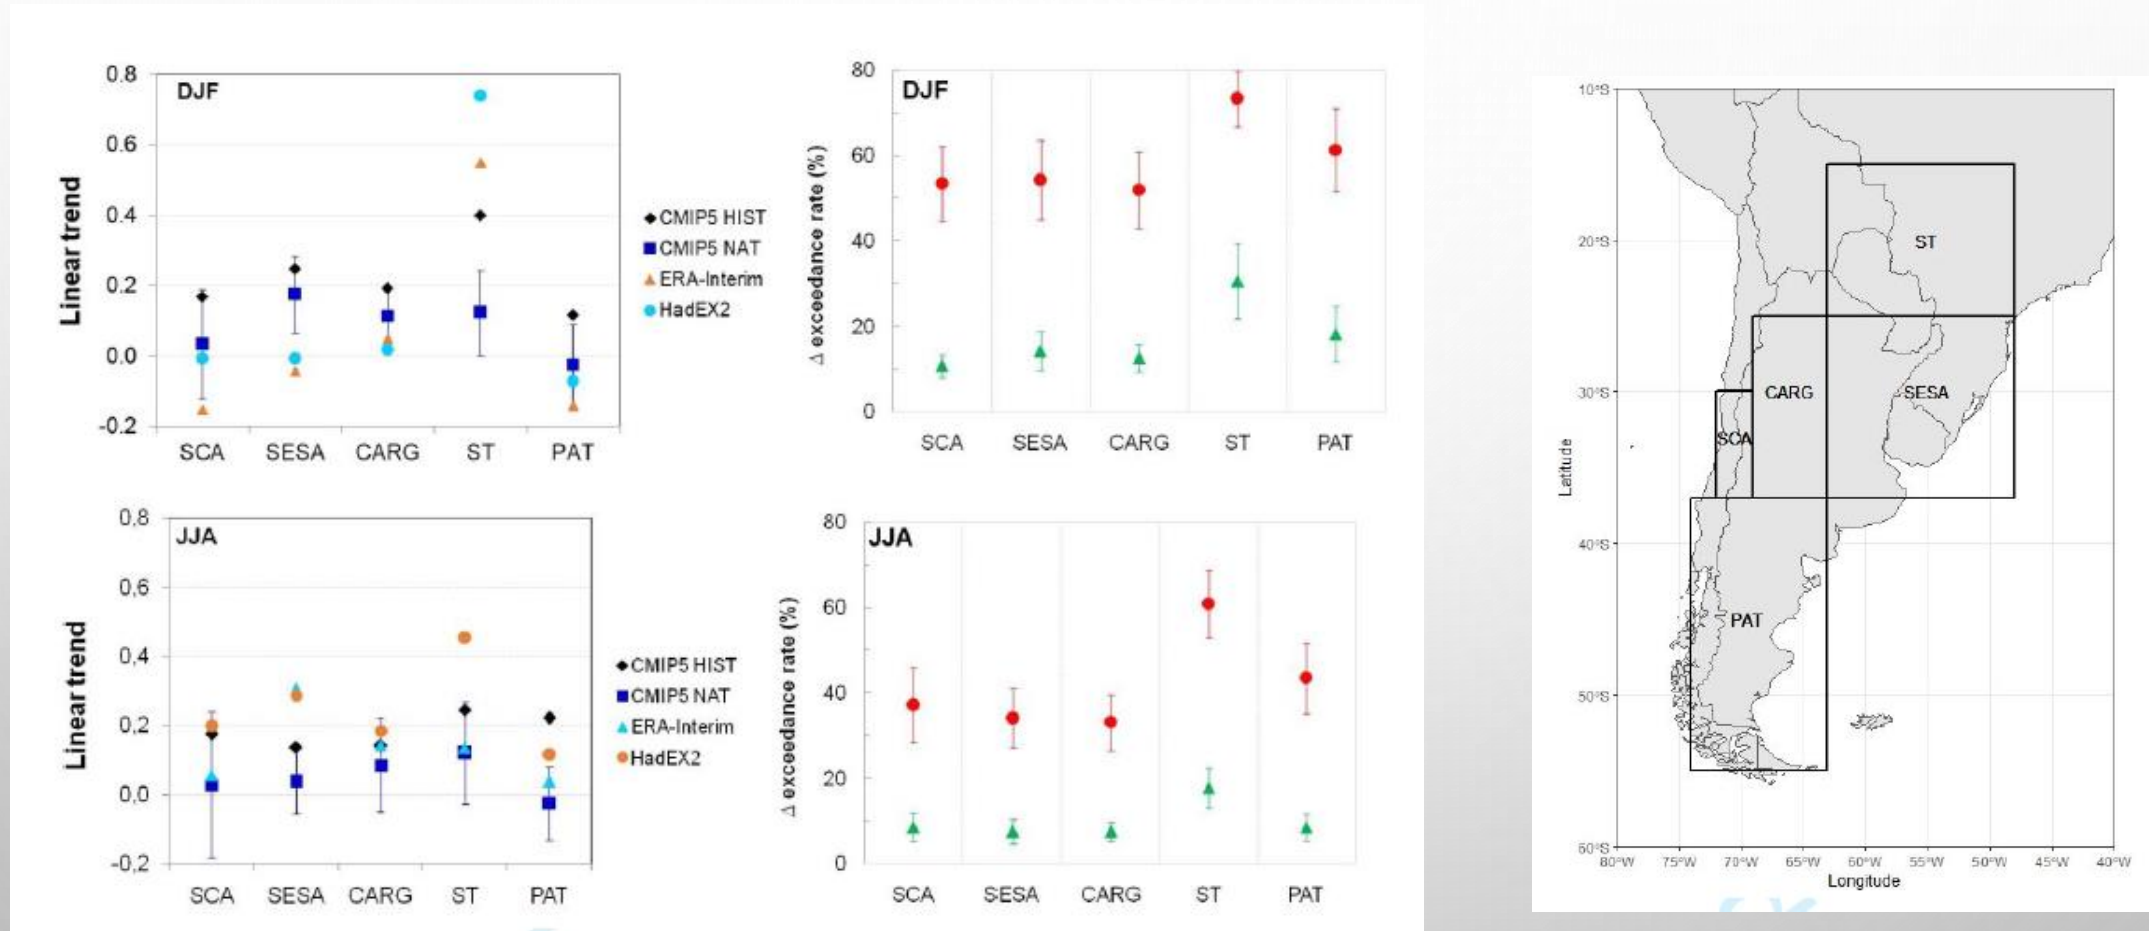 0.8
0.6
0.4
0.2
0.0
-0.2
Linear trend
DJF
SCA SESA CARG ST PAT
CMIP5 HIST
CMIP5 NAT
ERA-Interim
HadEX2
80
60
40
20
0
Δ exceedance rate (%)
DJF
SCA SESA CARG ST PAT
0.8
0.6
0.4
0.2
0.0
-0.2
Linear trend
JJA
SCA SESA CARG ST PAT
CMIP5 HIST
CMIP5 NAT
ERA-Interim
HadEX2
80
60
40
20
0
Δ exceedance rate (%)
JJA
SCA SESA CARG ST PAT
10°S
20°S
30°S
40°S
50°S
60°S
Latitude
ST
CARG SESA
SCA
PAT
80°W 75°W 70°W 65°W 60°W 55°W 50°W 45°W 40°W
Longitude